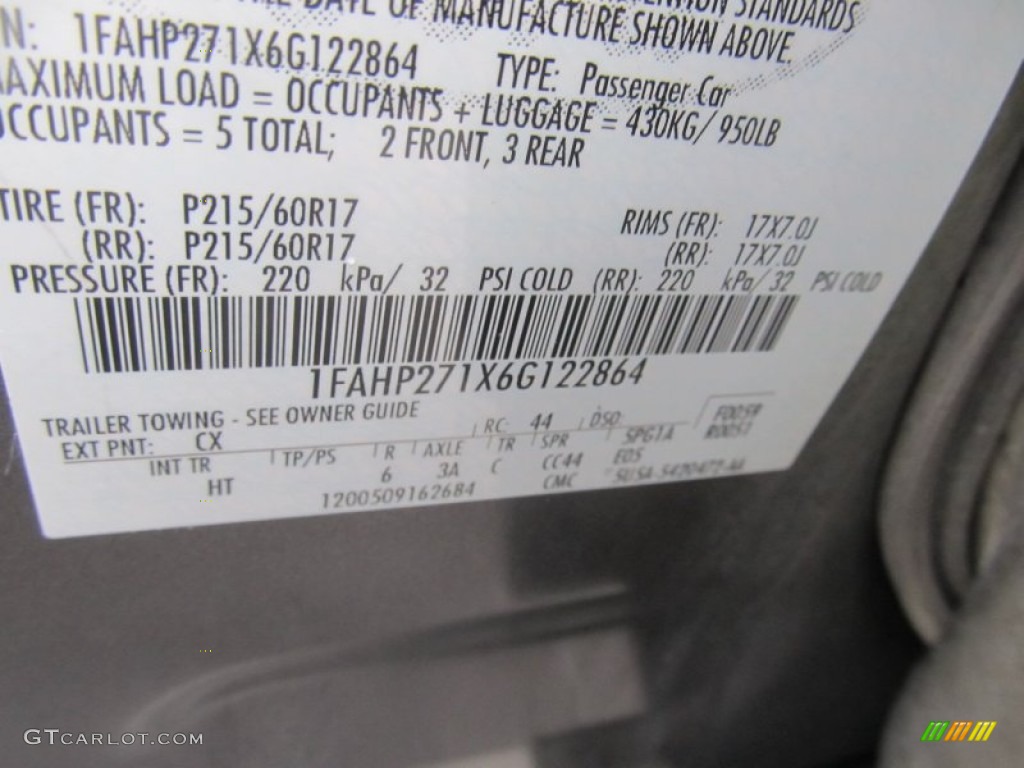 THE DATE OF MANUFACTURE SHOWN ABOVE.
STANDARDS
N: 1FAHP271X6G122864 TYPE: Passenger Car
MAXIMUM LOAD = OCCUPANTS + LUGGAGE = 430KG/ 950LB
OCCUPANTS = 5 TOTAL; 2 FRONT, 3 REAR
TIRE (FR): P215/60R17 RIMS (FR): 17X7.0J
(RR): P215/60R17 (RR): 17X7.0J
PRESSURE (FR): 220 kPa/ 32 PSI COLD (RR): 220 kPa/ 32 PSI COLD
1FAHP271X6G122864
TRAILER TOWING - SEE OWNER GUIDE
EXT PNT: CX RC: 44 DSO:
INT TR TP/PS R AXLE TR SPR SPG1A
HT 6 3A C CC44 EOS
1200509162684 CMC
GTCARLOT.COM